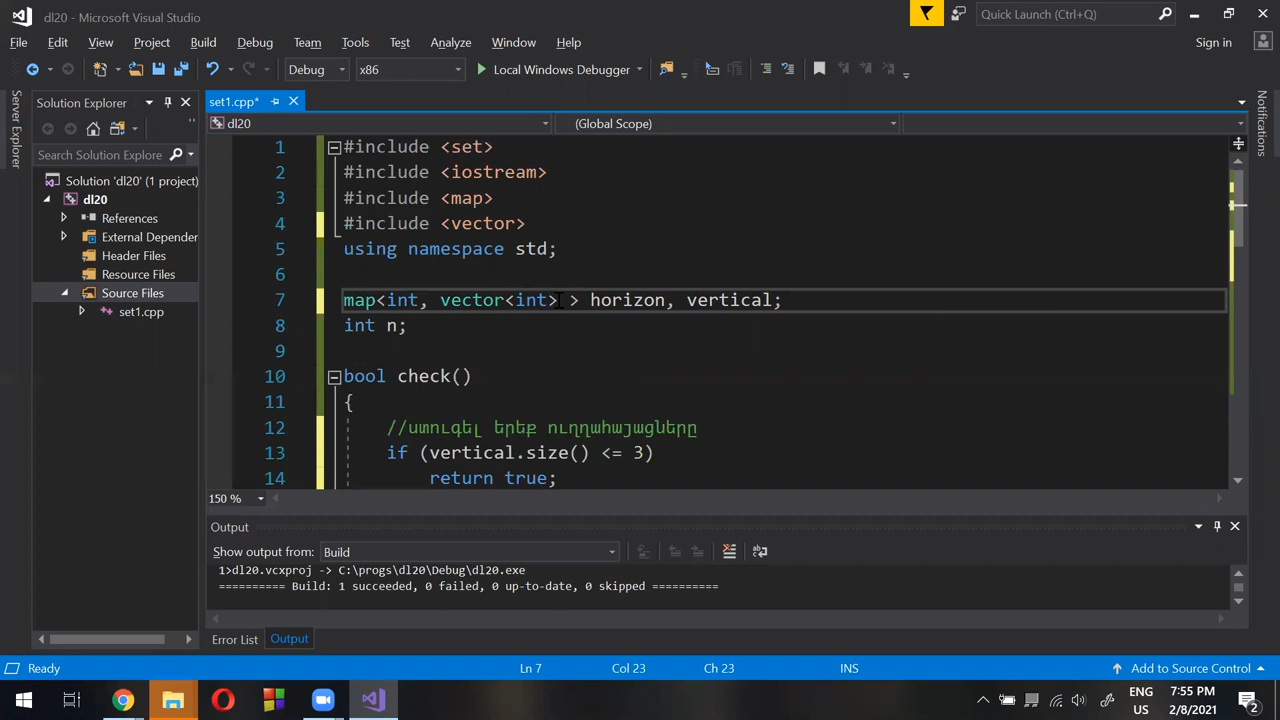 dl20 - Microsoft Visual Studio
Quick Launch (Ctrl+Q)
File Edit View Project Build Debug Team Tools Test Analyze Window Help
Sign in
Debug x86 Local Windows Debugger
Server Explorer
Solution Explorer
Search Solution Explorer
Solution 'dl20' (1 project)
dl20
References
External Depender
Header Files
Resource Files
Source Files
set1.cpp
set1.cpp*
dl20 (Global Scope)
1 #include <set>
2 #include <iostream>
3 #include <map>
4 #include <vector>
5 using namespace std;
6
7 map<int, vector<int> > horizon, vertical;
8 int n;
9
10 bool check()
11 {
12 //ստուգել երեք ուղղահայացները
13 if (vertical.size() <= 3)
14 return true;
150 %
Notifications
Output
Show output from: Build
1>dl20.vcxproj -> C:\progs\dl20\Debug\dl20.exe
========== Build: 1 succeeded, 0 failed, 0 up-to-date, 0 skipped ==========
Error List Output
Ready Ln 7 Col 23 Ch 23 INS Add to Source Control
ENG
US
7:55 PM
2/8/2021
2